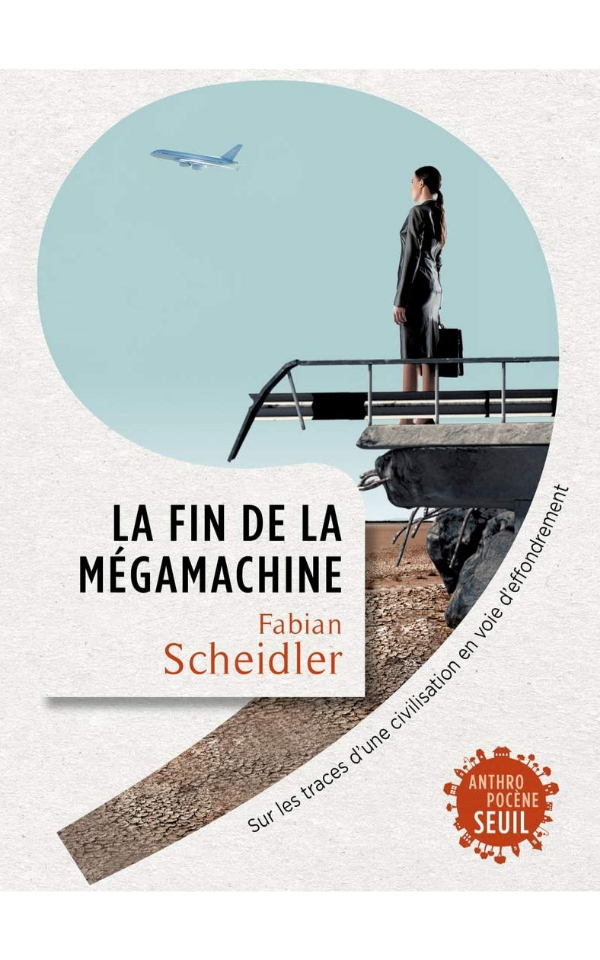 LA FIN DE LA
MÉGAMACHINE
Fabian
Scheidler
Sur les traces d'une civilisation en voie d'effondrement
ANTHRO
POCÈNE
SEUIL